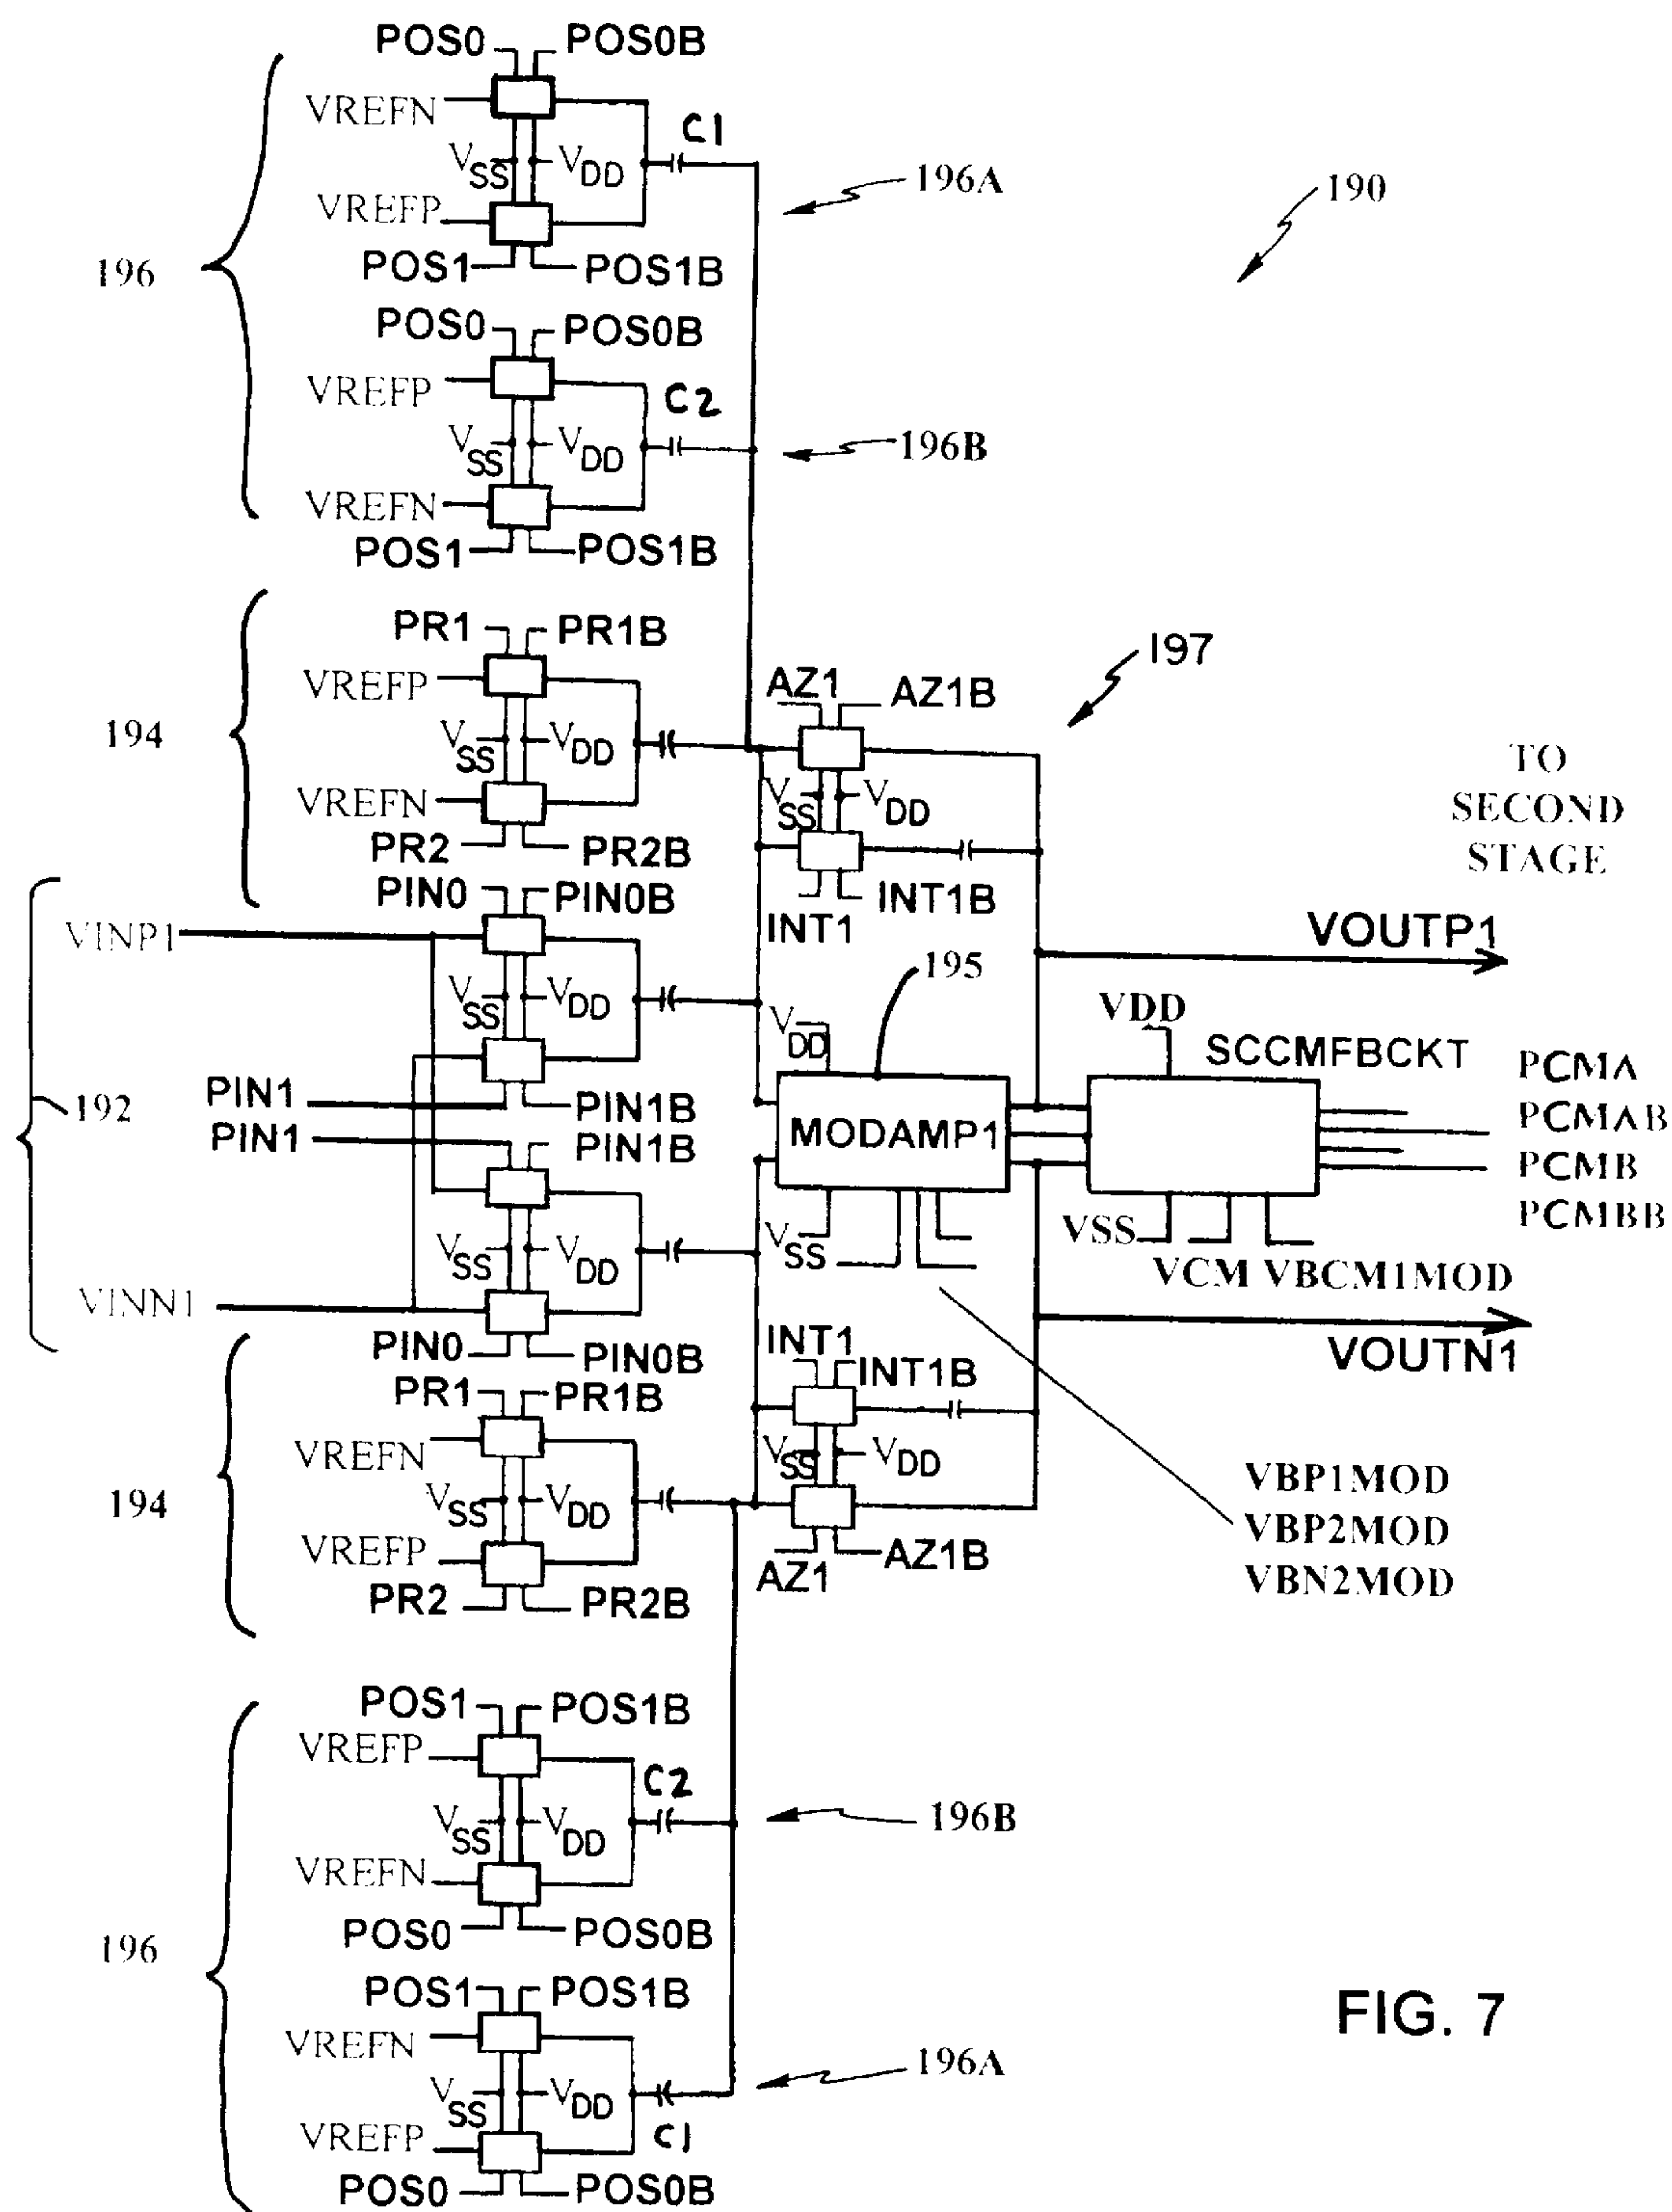 POS0 POS0B
VREFN
C1
VSS VDD
196A
190
VREFP
196
POS1 POS1B
POS0 POS0B
VREFP
C2
VSS VDD
196B
VREFN
POS1 POS1B
PR1 PR1B
197
VREFP
AZ1 AZ1B
194
VSS VDD
TO
SECOND
STAGE
VREFN
VSS VDD
PR2 PR2B
PIN0 PIN0B
INT1 INT1B
VINP1
VOUTP1
195
VSS VDD
VDD
VDD
SCCMFBCKT
PCMA
PCMAB
PCMB
PCMBB
192
PIN1 PIN1B
MODAMP1
PIN1 PIN1B
VSS
VSS
VCM VBCM1MOD
VSS VDD
VINN1
VOUTN1
PIN0 PIN0B
INT1 INT1B
PR1 PR1B
VREFN
VSS VDD
VBP1MOD
VBP2MOD
VBN2MOD
194
VSS VDD
VREFP
AZ1 AZ1B
PR2 PR2B
POS1 POS1B
VREFP
C2
VSS VDD
196B
VREFN
POS0 POS0B
196
POS1 POS1B
VREFN
196A
VSS VDD
C1
VREFP
POS0 POS0B
FIG. 7